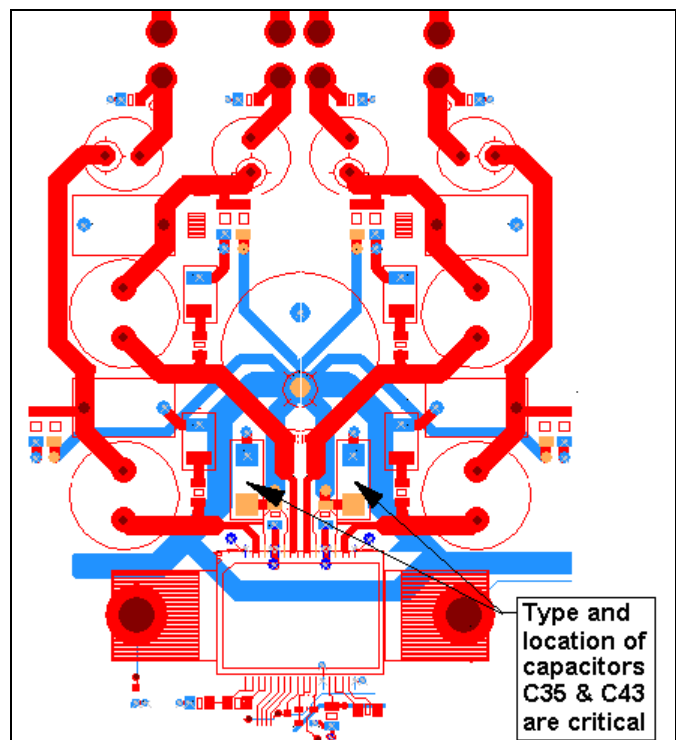 Type and
location of
capacitors
C35 & C43
are critical